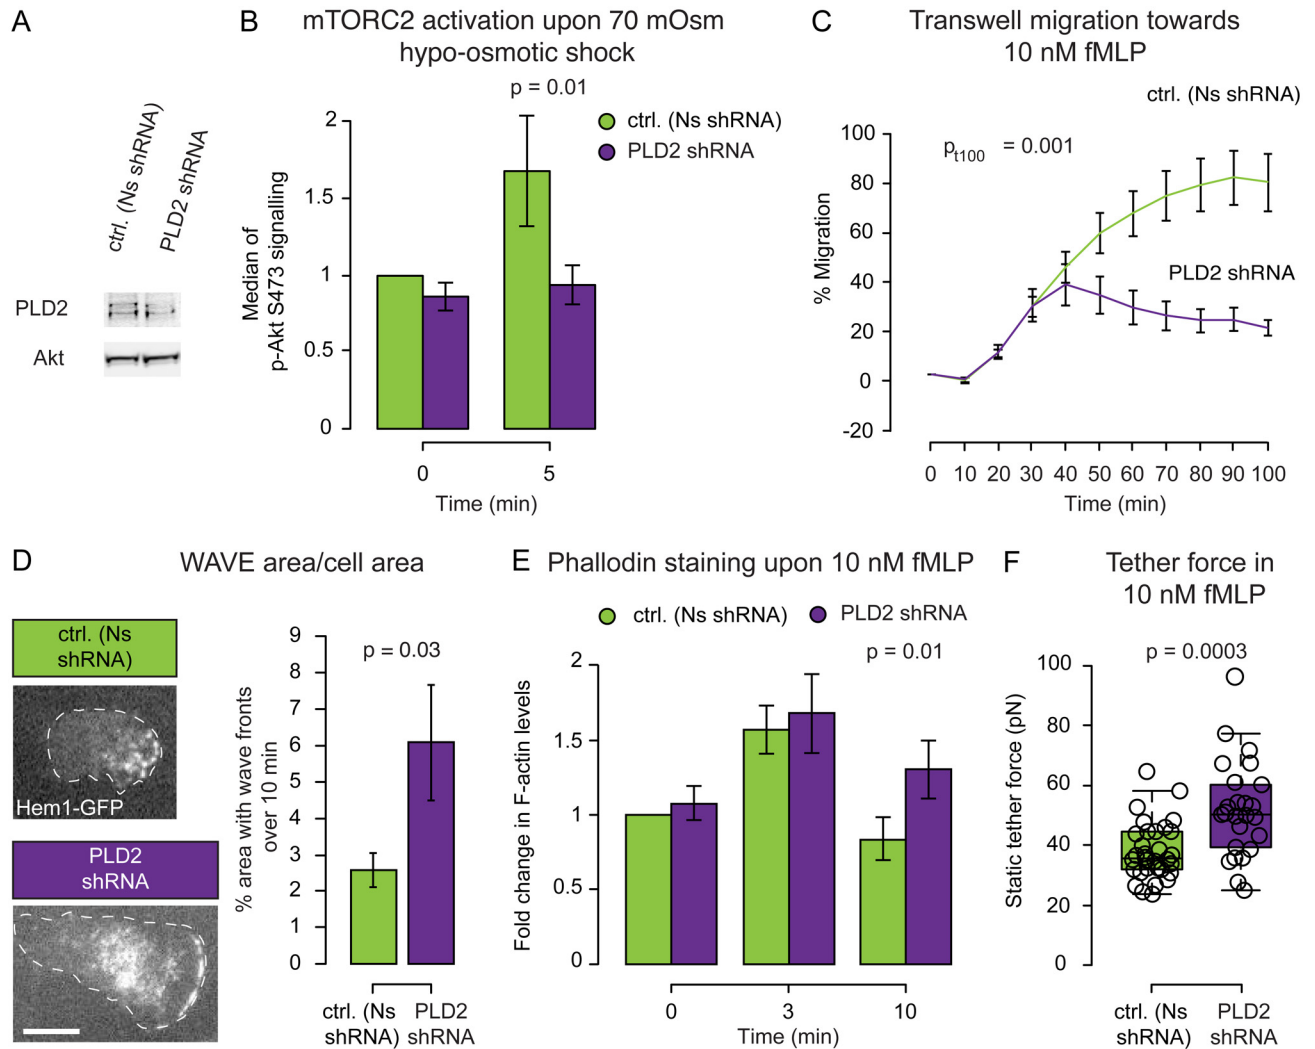 A
ctrl. (Ns shRNA)
PLD2 shRNA
PLD2
Akt
B
mTORC2 activation upon 70 mOsm
hypo-osmotic shock
p = 0.01
ctrl. (Ns shRNA)
PLD2 shRNA
Median of
p-Akt S473 signalling
2
1.5
1
0.5
0
0 5
Time (min)
C
Transwell migration towards
10 nM fMLP
ctrl. (Ns shRNA)
pt100 = 0.001
PLD2 shRNA
% Migration
100
80
60
40
20
0
-20
0 10 20 30 40 50 60 70 80 90 100
Time (min)
D
WAVE area/cell area
ctrl. (Ns
shRNA)
Hem1-GFP
PLD2
shRNA
p = 0.03
% area with wave fronts
over 10 min
9
8
7
6
5
4
3
2
1
0
ctrl. (Ns
shRNA)
PLD2
shRNA
E
Phallodin staining upon 10 nM fMLP
ctrl. (Ns shRNA)
PLD2 shRNA
p = 0.01
Fold change in F-actin levels
2
1.5
1
0.5
0
0 3 10
Time (min)
F
Tether force in
10 nM fMLP
p = 0.0003
Static tether force (pN)
100
80
60
40
20
0
ctrl. (Ns
shRNA)
PLD2
shRNA